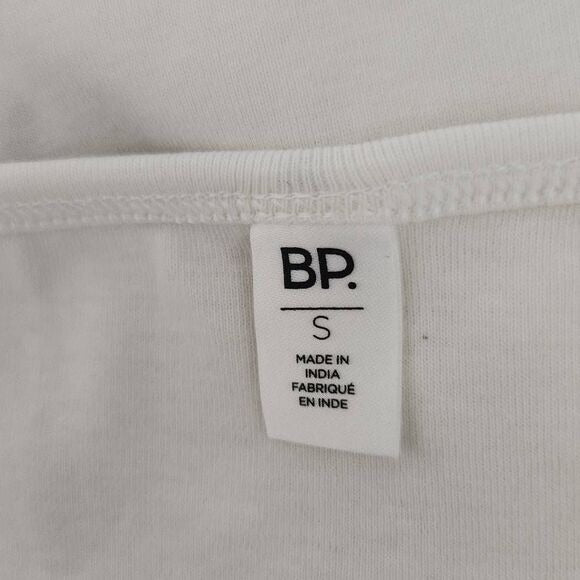 BP.
S
MADE IN
INDIA
FABRIQUÉ
EN INDE